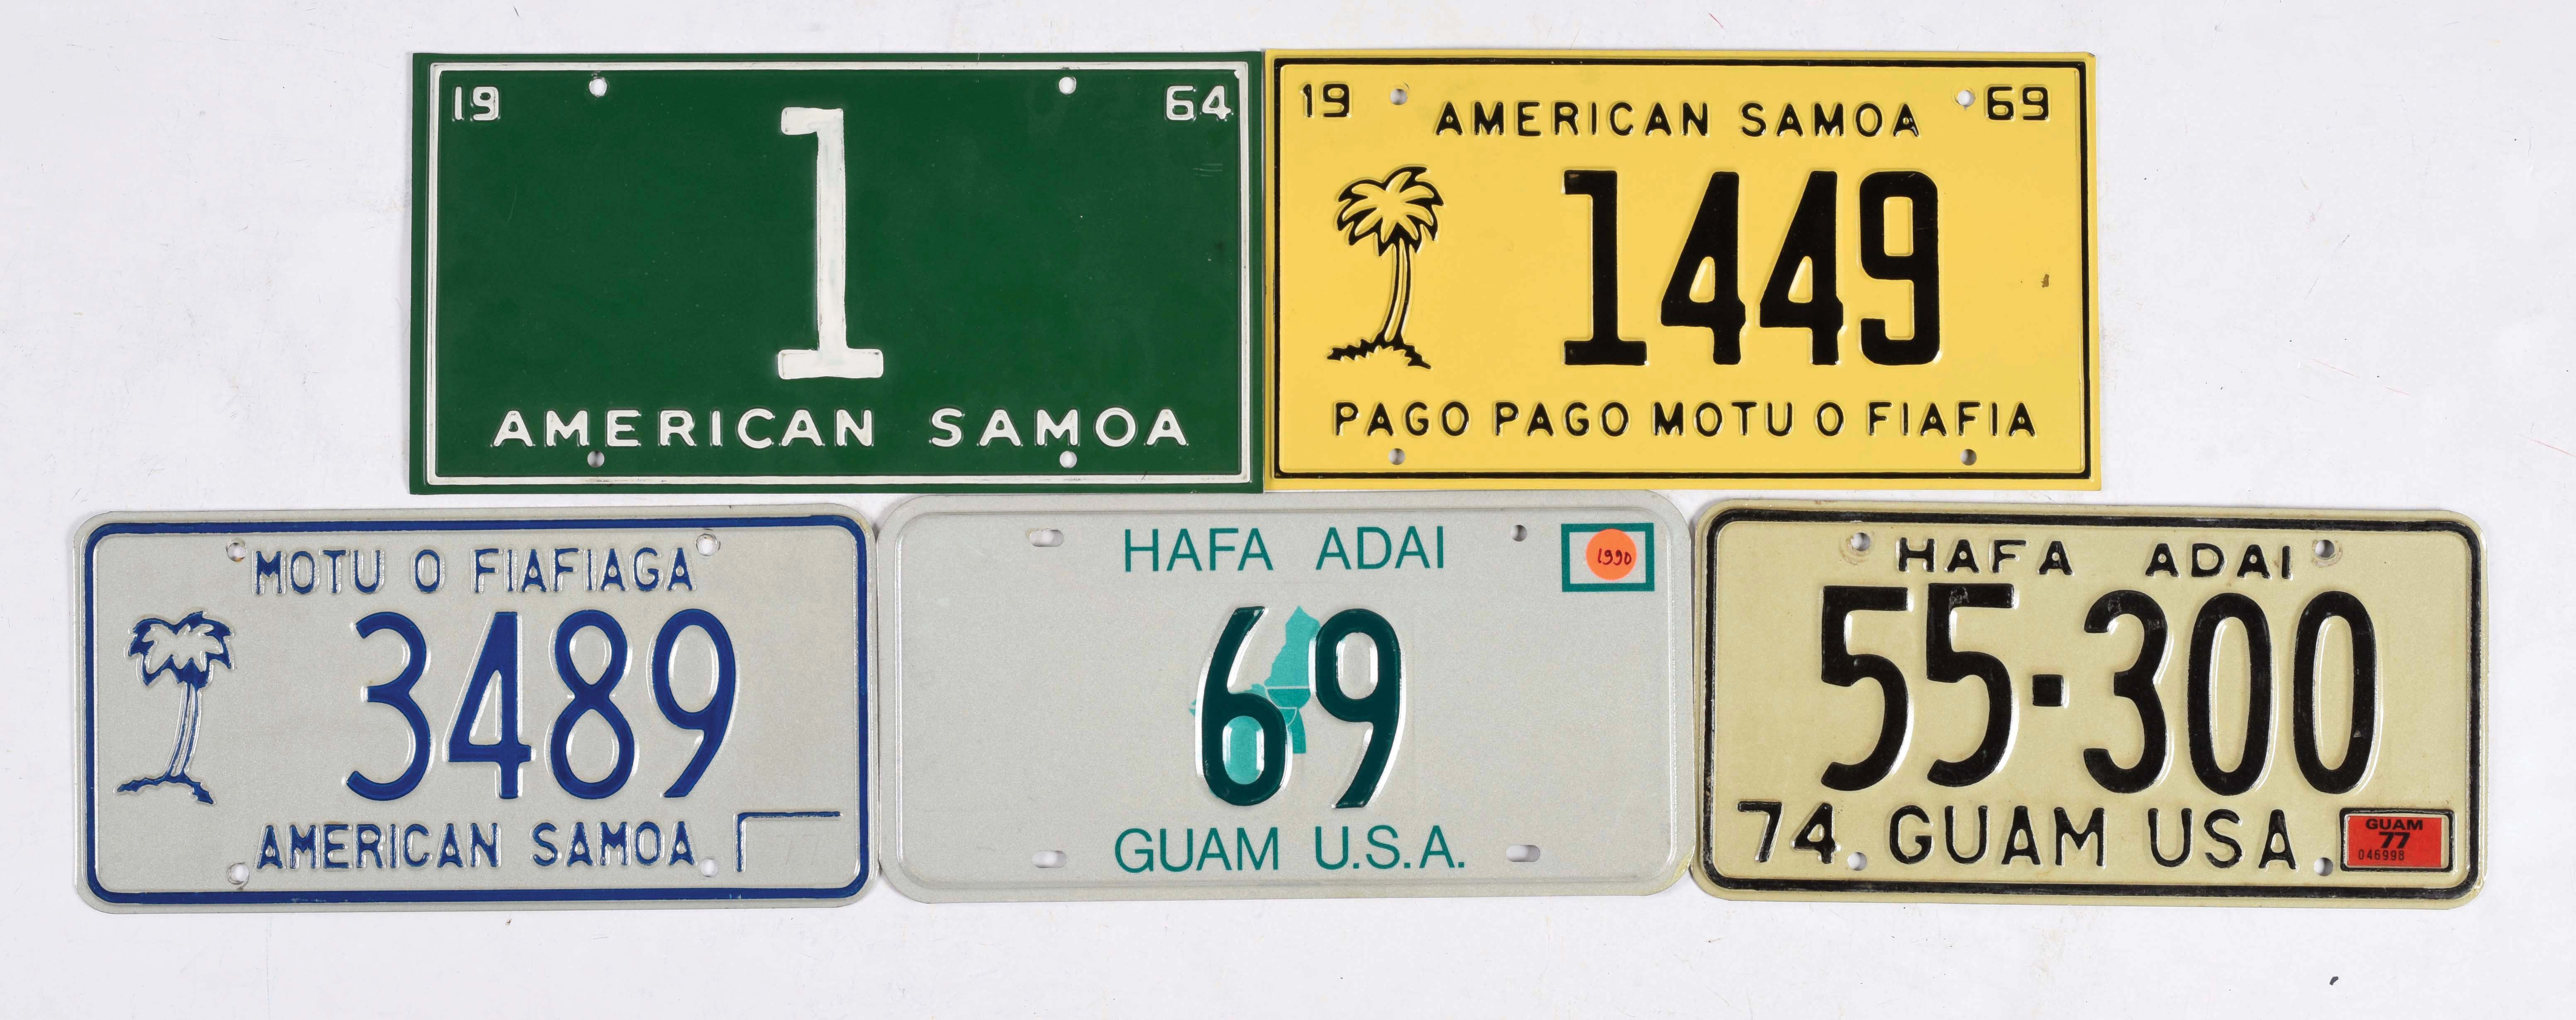 19 64
1
AMERICAN SAMOA
19 69
AMERICAN SAMOA
1449
PAGO PAGO MOTU O FIAFIA
MOTU O FIAFIAGA
3489
AMERICAN SAMOA
HAFA ADAI
1990
69
GUAM U.S.A.
HAFA ADAI
55-300
74 GUAM USA
GUAM
77
046998